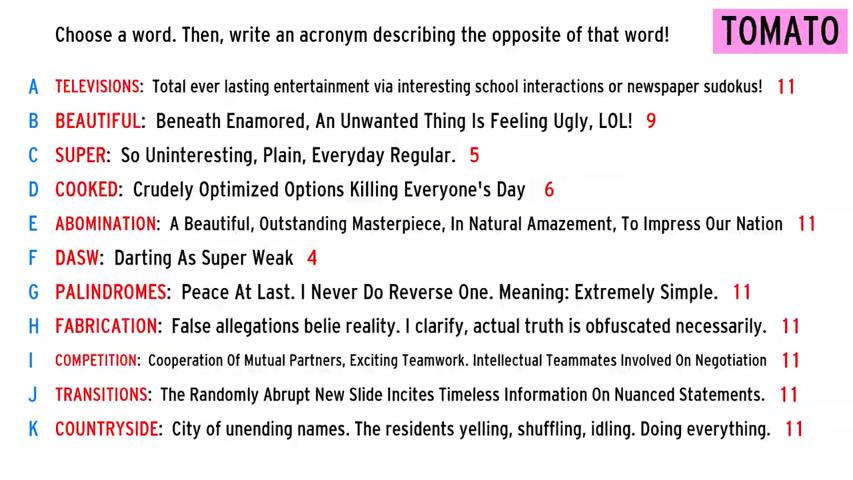 Choose a word. Then, write an acronym describing the opposite of that word!
TOMATO
A TELEVISIONS: Total ever lasting entertainment via interesting school interactions or newspaper sudokus! 11
B BEAUTIFUL: Beneath Enamored, An Unwanted Thing Is Feeling Ugly, LOL! 9
C SUPER: So Uninteresting, Plain, Everyday Regular. 5
D COOKED: Crudely Optimized Options Killing Everyone's Day 6
E ABOMINATION: A Beautiful, Outstanding Masterpiece, In Natural Amazement, To Impress Our Nation 11
F DASW: Darting As Super Weak 4
G PALINDROMES: Peace At Last. I Never Do Reverse One. Meaning: Extremely Simple. 11
H FABRICATION: False allegations belie reality. I clarify, actual truth is obfuscated necessarily. 11
I COMPETITION: Cooperation Of Mutual Partners, Exciting Teamwork. Intellectual Teammates Involved On Negotiation 11
J TRANSITIONS: The Randomly Abrupt New Slide Incites Timeless Information On Nuanced Statements. 11
K COUNTRYSIDE: City of unending names. The residents yelling, shuffling, idling. Doing everything. 11